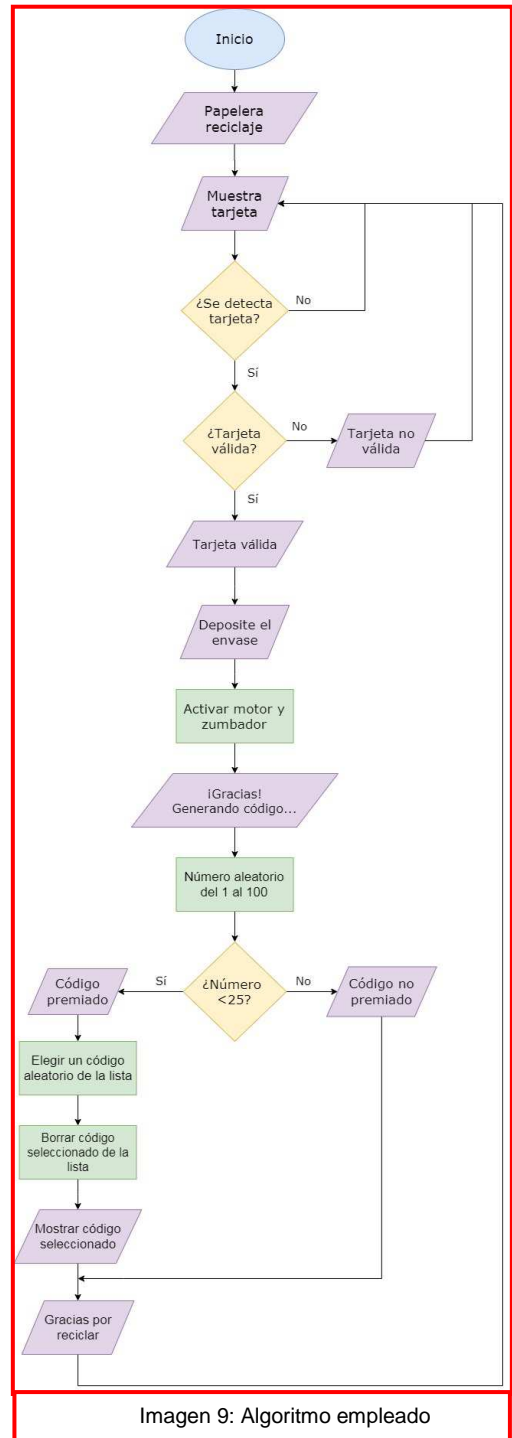 Inicio
Papelera
reciclaje
Muestra
tarjeta
¿Se detecta
tarjeta?
No
Sí
¿Tarjeta
válida?
No
Tarjeta no
válida
Sí
Tarjeta válida
Deposite el
envase
Activar motor y
zumbador
¡Gracias!
Generando código...
Número aleatorio
del 1 al 100
¿Número
<25?
Sí
No
Código
premiado
Código no
premiado
Elegir un código
aleatorio de la lista
Borrar código
seleccionado de la
lista
Mostrar código
seleccionado
Gracias por
reciclar
Imagen 9: Algoritmo empleado